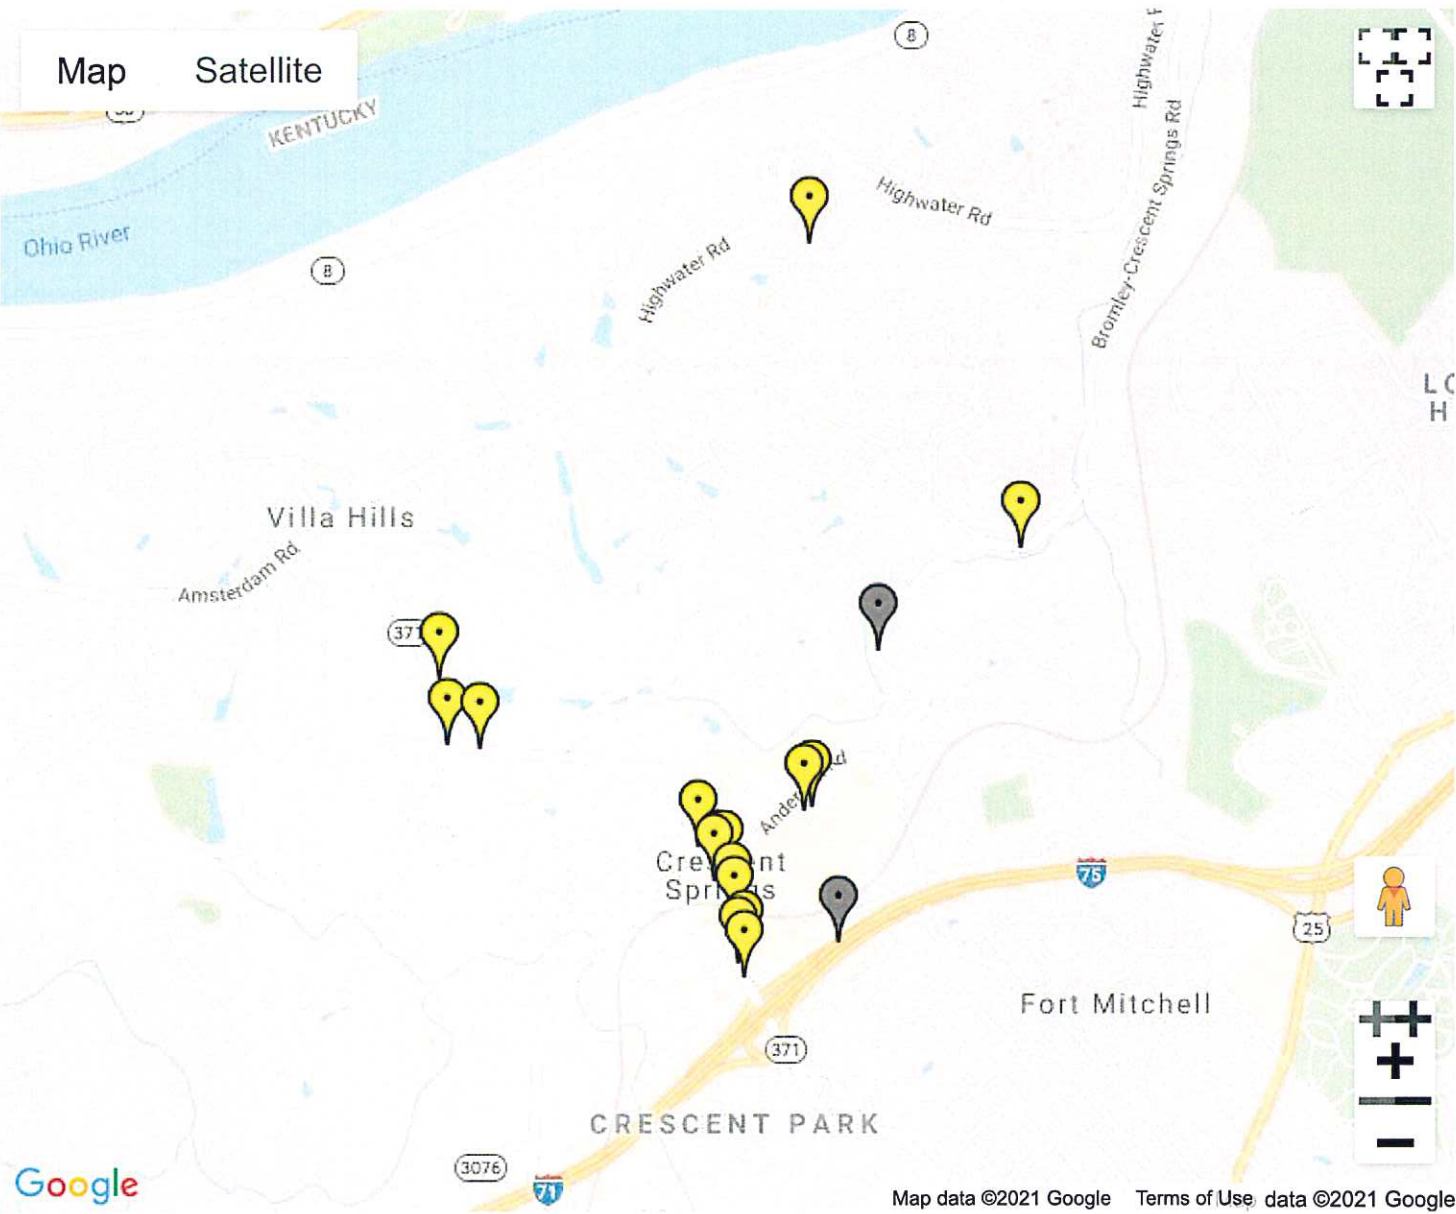 Map Satellite
8
Highwater
KENTUCKY
Bromley-Crescent Springs Rd
Highwater Rd
Ohio River
Highwater Rd
8
Villa Hills
Amsterdam Rd
371
Rd
75
25
Fort Mitchell
371
CRESCENT PARK
3076
71
Google
Map data ©2021 Google Terms of Use data ©2021 Google